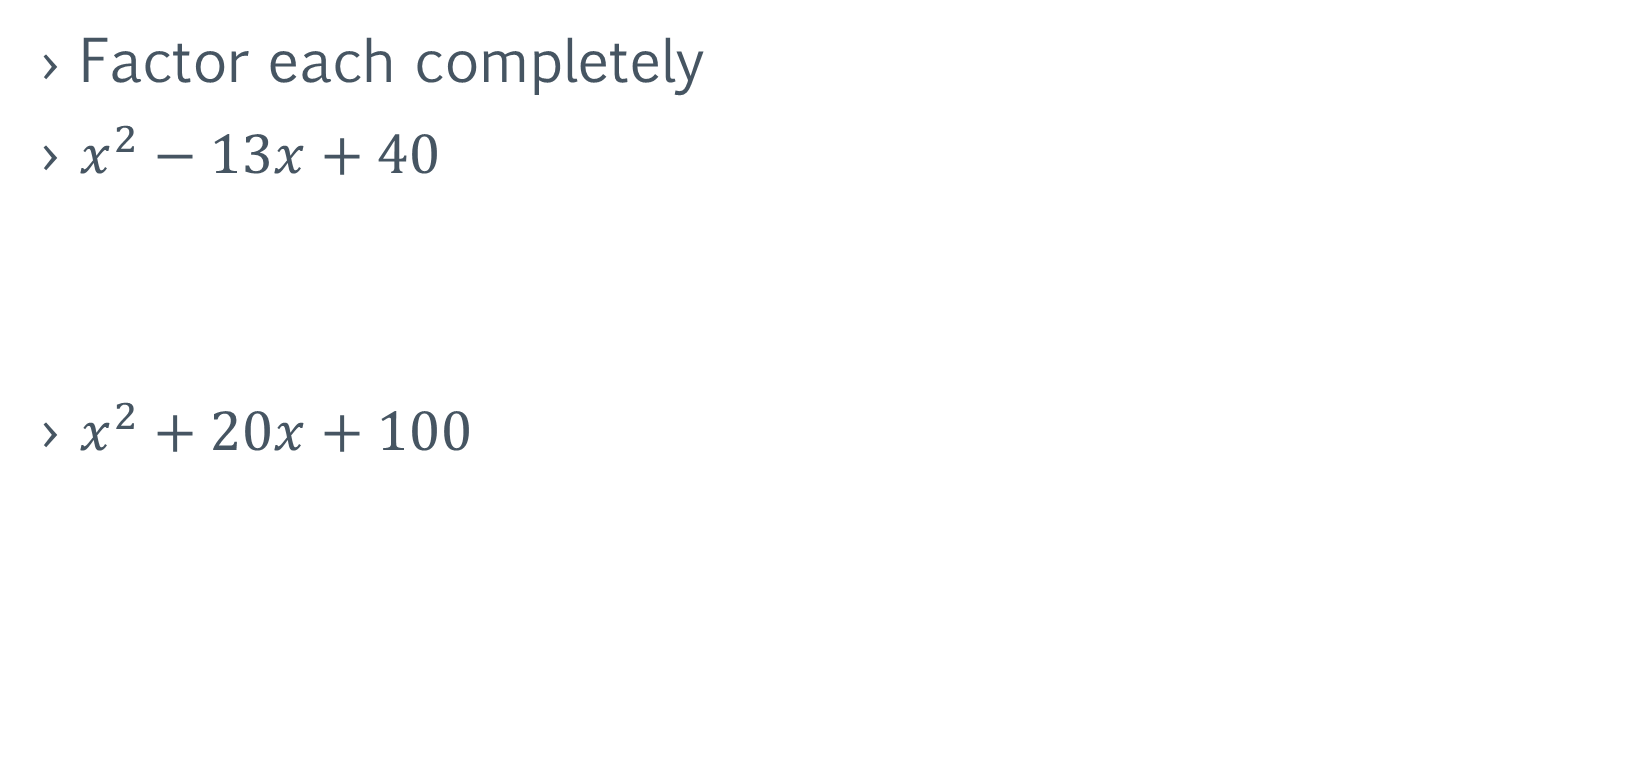 › Factor each completely
› 𝑥² − 13𝑥 + 40
› 𝑥² + 20𝑥 + 100